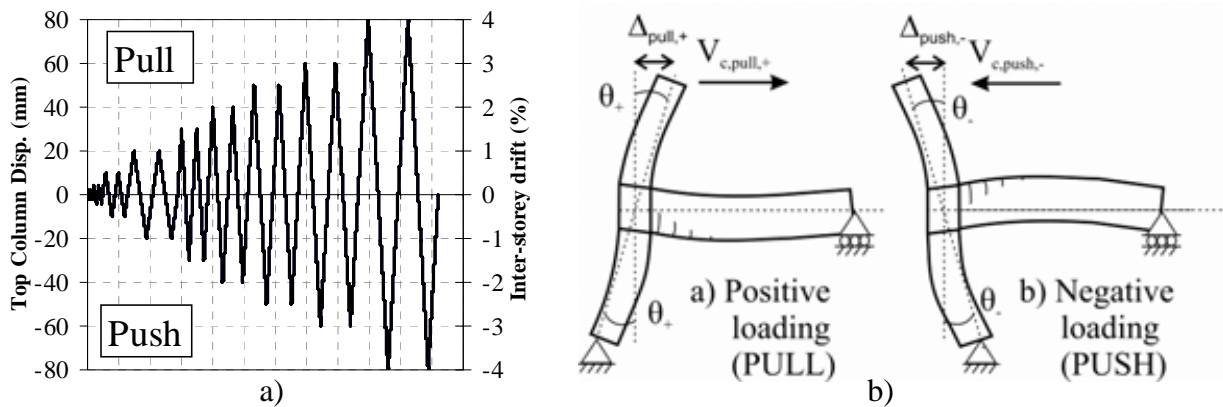 80
60
40
20
0
-20
-40
-60
-80
Top Column Disp. (mm)
Pull
Push
4
3
2
1
0
-1
-2
-3
-4
Inter-storey drift (%)
a)
Δpull,+
Vc,pull,+
θ+
θ+
a) Positive
loading
(PULL)
Δpush,-
Vc,push,-
θ-
θ-
b) Negative
loading
(PUSH)
b)